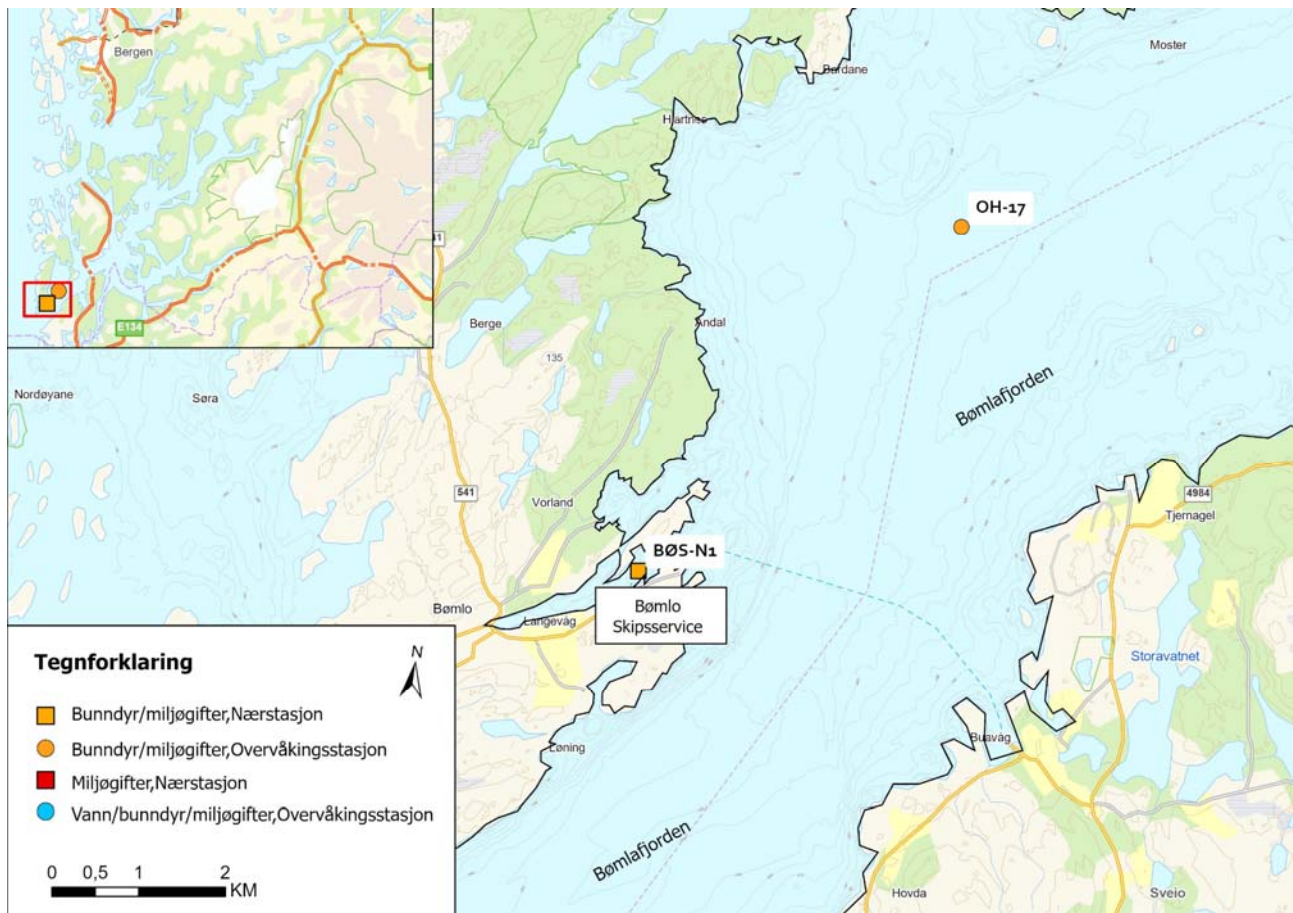 Bergen
E134
Moster
Bardane
Hjartnes
OH-17
41
Berge
Andal
135
Nordøyane
Søra
Bømlafjorden
541
Vorland
4984
Tjernagel
BØS-N1
Bømlo
Langevåg
Bømlo
Skipsservice
Storavatnet
Løning
Buavåg
Bømlafjorden
Hovda
Sveio
Tegnforklaring
N
Bunndyr/miljøgifter,Nærstasjon
Bunndyr/miljøgifter,Overvåkingsstasjon
Miljøgifter,Nærstasjon
Vann/bunndyr/miljøgifter,Overvåkingsstasjon
0 0,5 1 2
KM